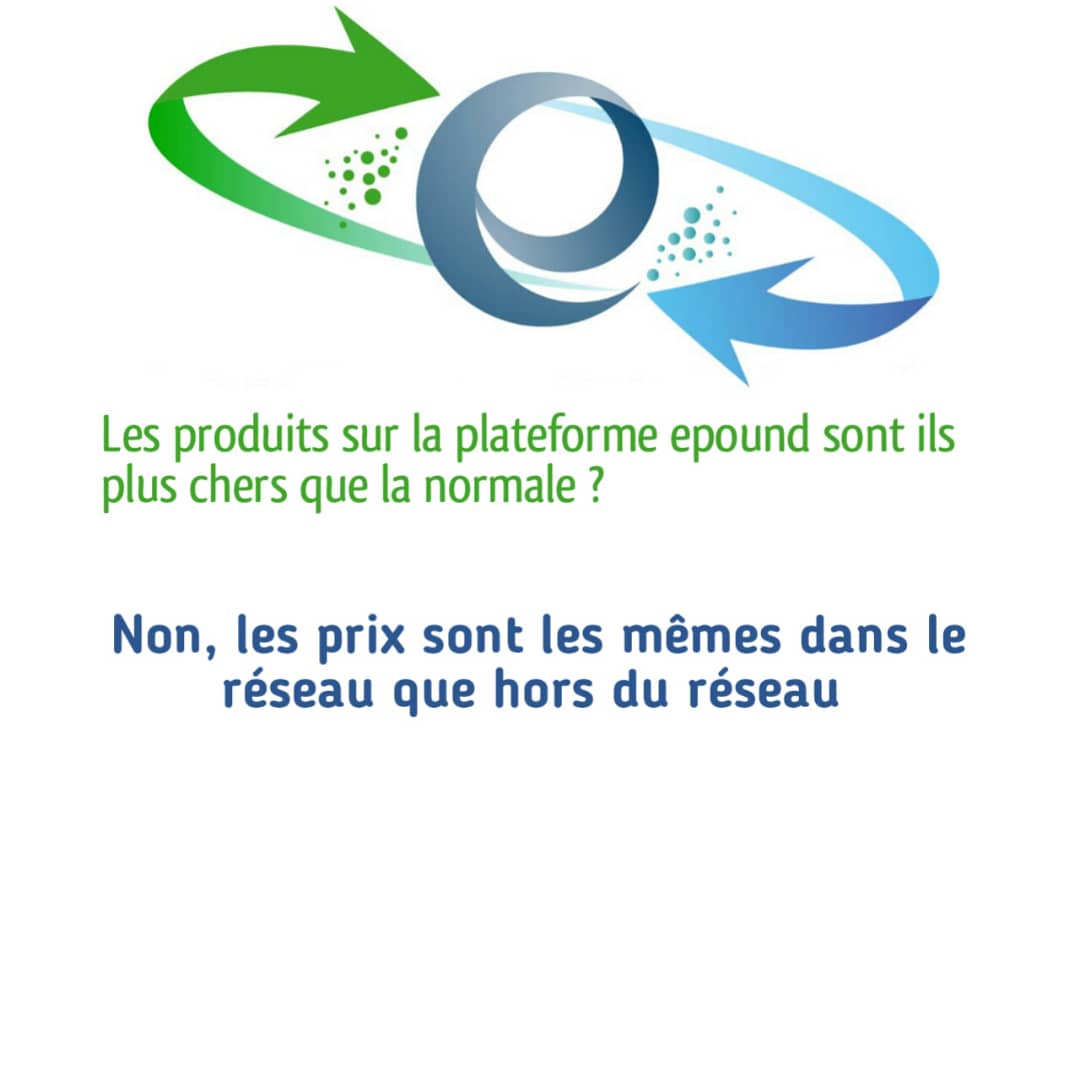 Les produits sur la plateforme epound sont ils
plus chers que la normale ?
Non, les prix sont les mêmes dans le
réseau que hors du réseau